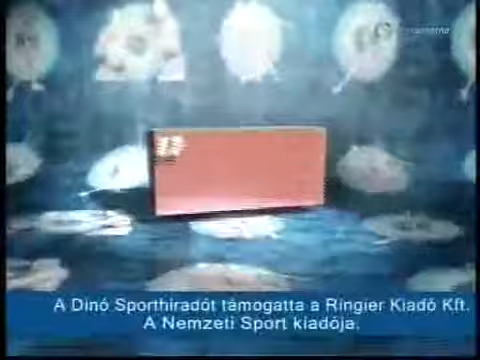 A Dinó Sporthíradót támogatta a Ringier Kiadó Kft.
A Nemzeti Sport kiadója.